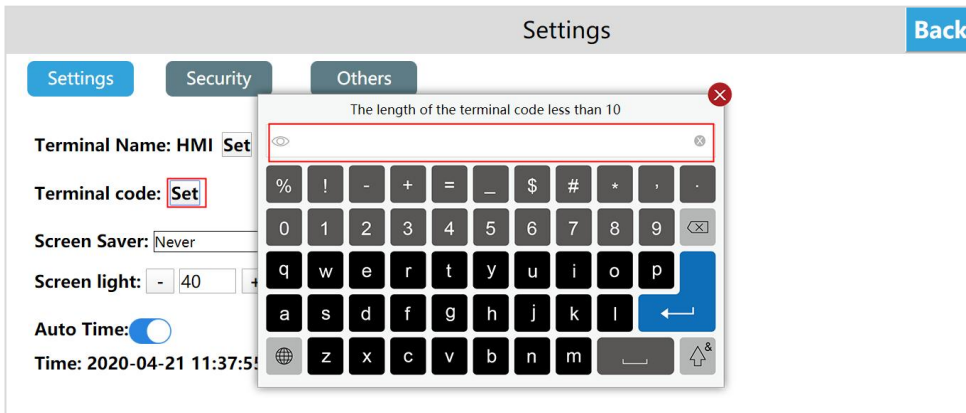 Settings
Back
Settings Security Others
The length of the terminal code less than 10
Terminal Name: HMI Set
Terminal code: Set
% ! - + = _ $ # * , .
0 1 2 3 4 5 6 7 8 9
Screen Saver: Never
q w e r t y u i o p
Screen light: - 40 +
a s d f g h j k l
Auto Time:
z x c v b n m &
Time: 2020-04-21 11:37:55